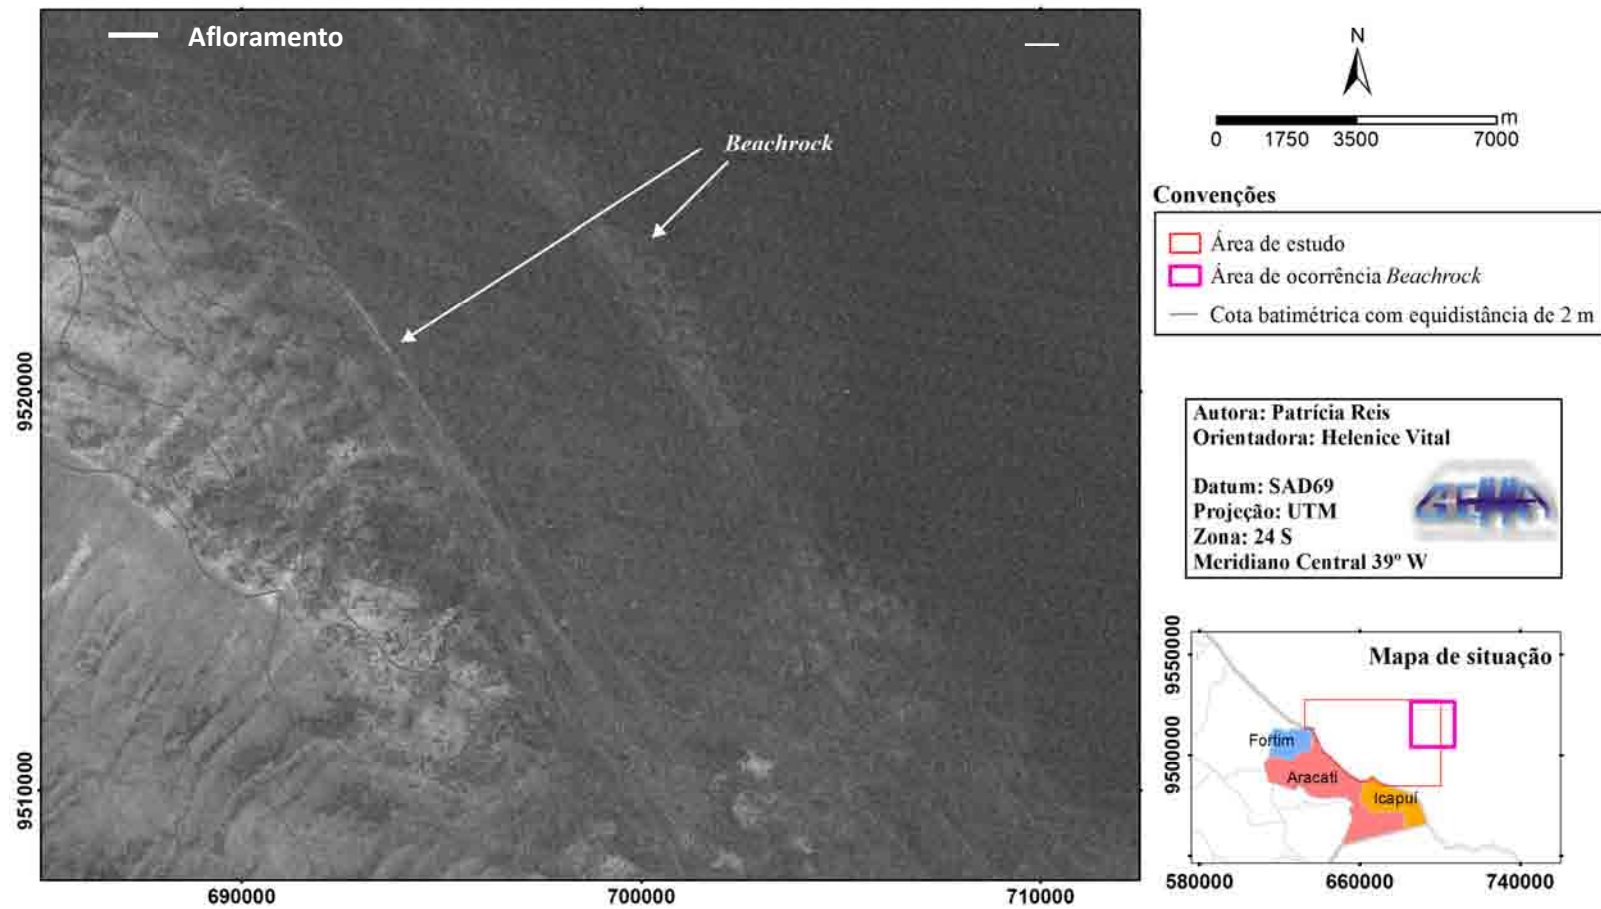 Afloramento
Beachrock
9520000
9510000
690000
700000
710000
N
m
0 1750 3500 7000
Convenções
Área de estudo
Área de ocorrência Beachrock
Cota batimétrica com equidistância de 2 m
Autora: Patrícia Reis
Orientadora: Helenice Vital
Datum: SAD69
Projeção: UTM
Zona: 24 S
Meridiano Central 39º W
Mapa de situação
9550000
9500000
Fortim
Aracati
Icapuí
580000 660000 740000